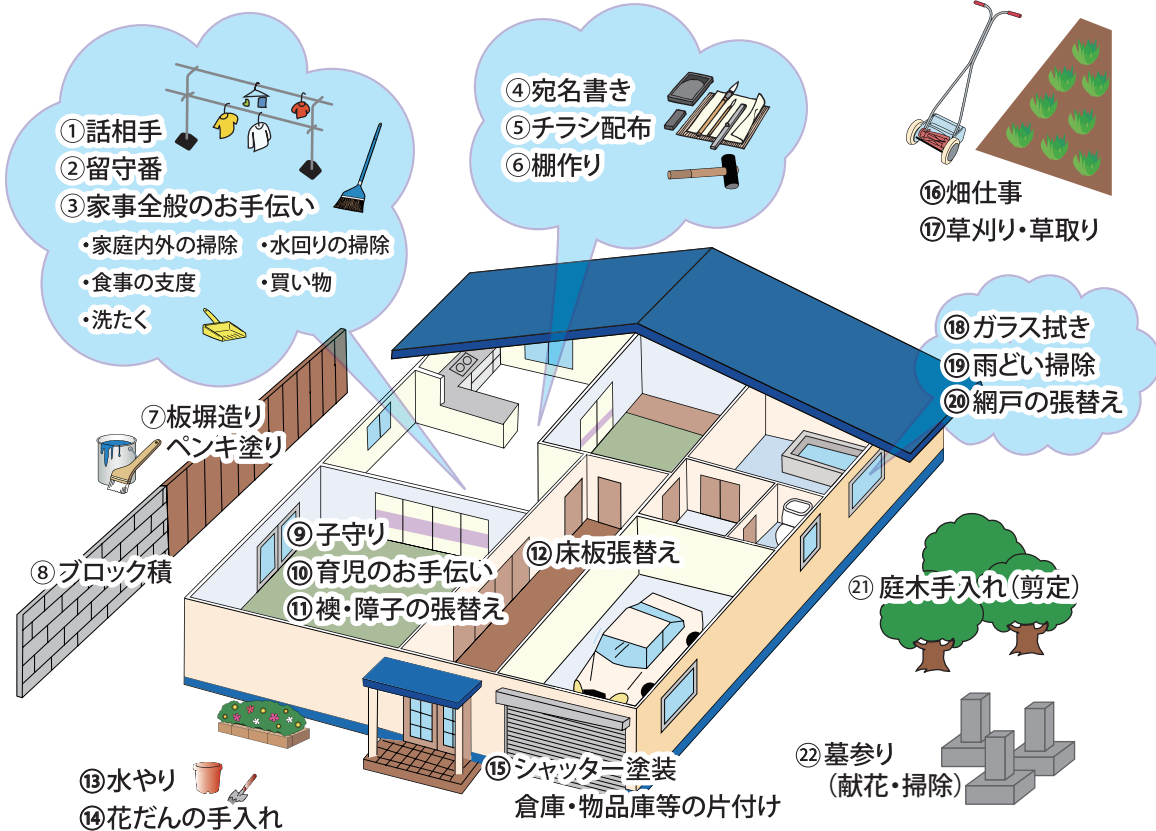 ①話相手
②留守番
③家事全般のお手伝い
・家庭内外の掃除 ・水回りの掃除
・食事の支度 ・買い物
・洗たく
④宛名書き
⑤チラシ配布
⑥棚作り
⑦板塀造り
ペンキ塗り
⑧ブロック積
⑨子守り
⑩育児のお手伝い
⑪襖・障子の張替え
⑫床板張替え
⑬水やり
⑭花だんの手入れ
⑮シャッター塗装
倉庫・物品庫等の片付け
⑯畑仕事
⑰草刈り・草取り
⑱ガラス拭き
⑲雨どい掃除
⑳網戸の張替え
㉑庭木手入れ（剪定）
㉒墓参り
（献花・掃除）